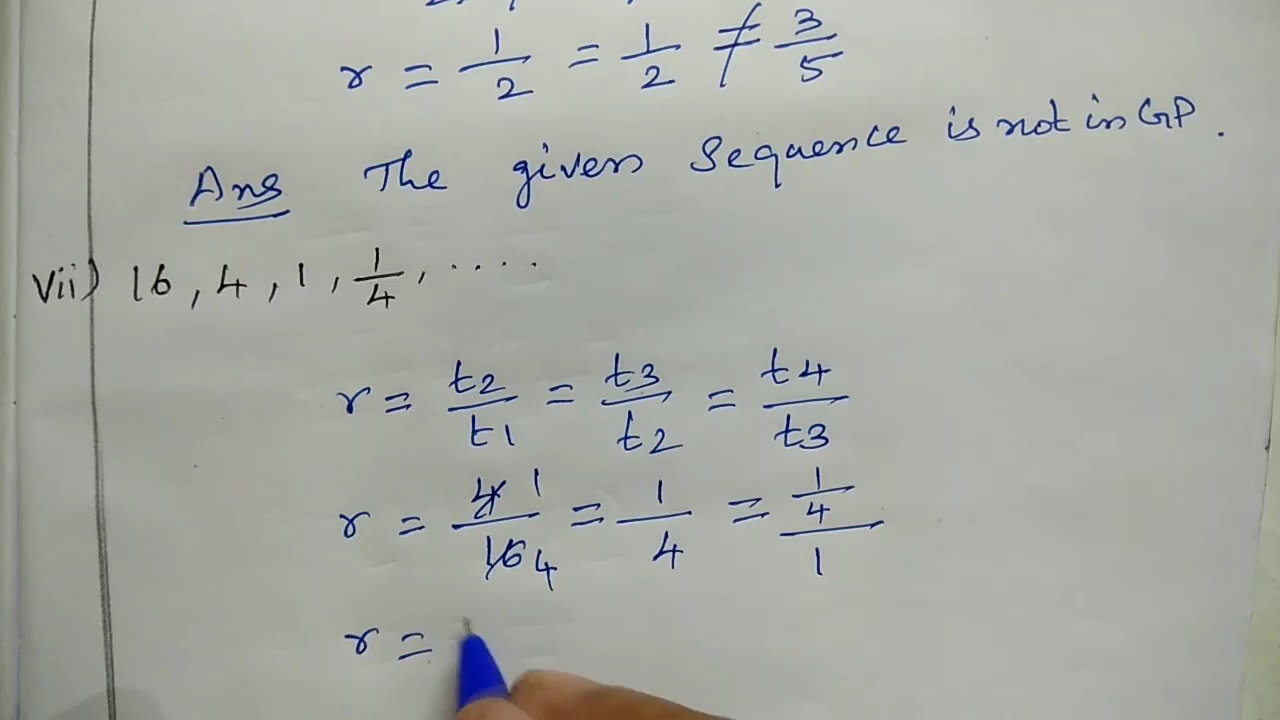 r = 1/2 = 1/2 ≠ 3/5
Ans The given Sequence is not in GP.
vii) 16, 4, 1, 1/4, ....
r = t2/t1 = t3/t2 = t4/t3
r = 4 1/16 4 = 1/4 = 1/4/1
r =